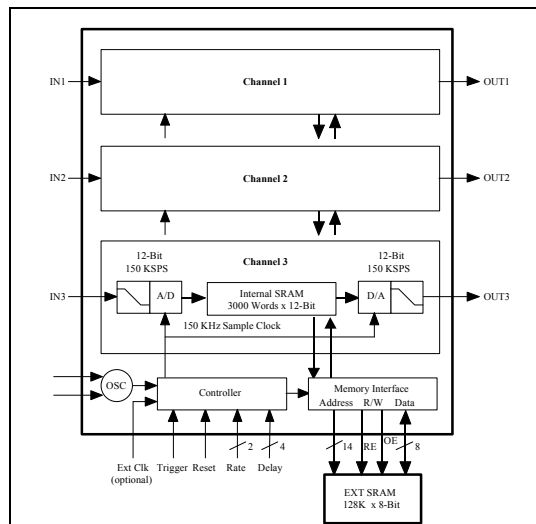 Channel 1
IN1
OUT1
Channel 2
IN2
OUT2
Channel 3
12-Bit
150 KSPS
12-Bit
150 KSPS
IN3
A/D
Internal SRAM
3000 Words x 12-Bit
D/A
OUT3
150 KHz Sample Clock
OSC
Controller
Memory Interface
Address R/W Data
2
4
14
RE
OE
8
Ext Clk
(optional)
Trigger
Reset
Rate
Delay
EXT SRAM
128K x 8-Bit